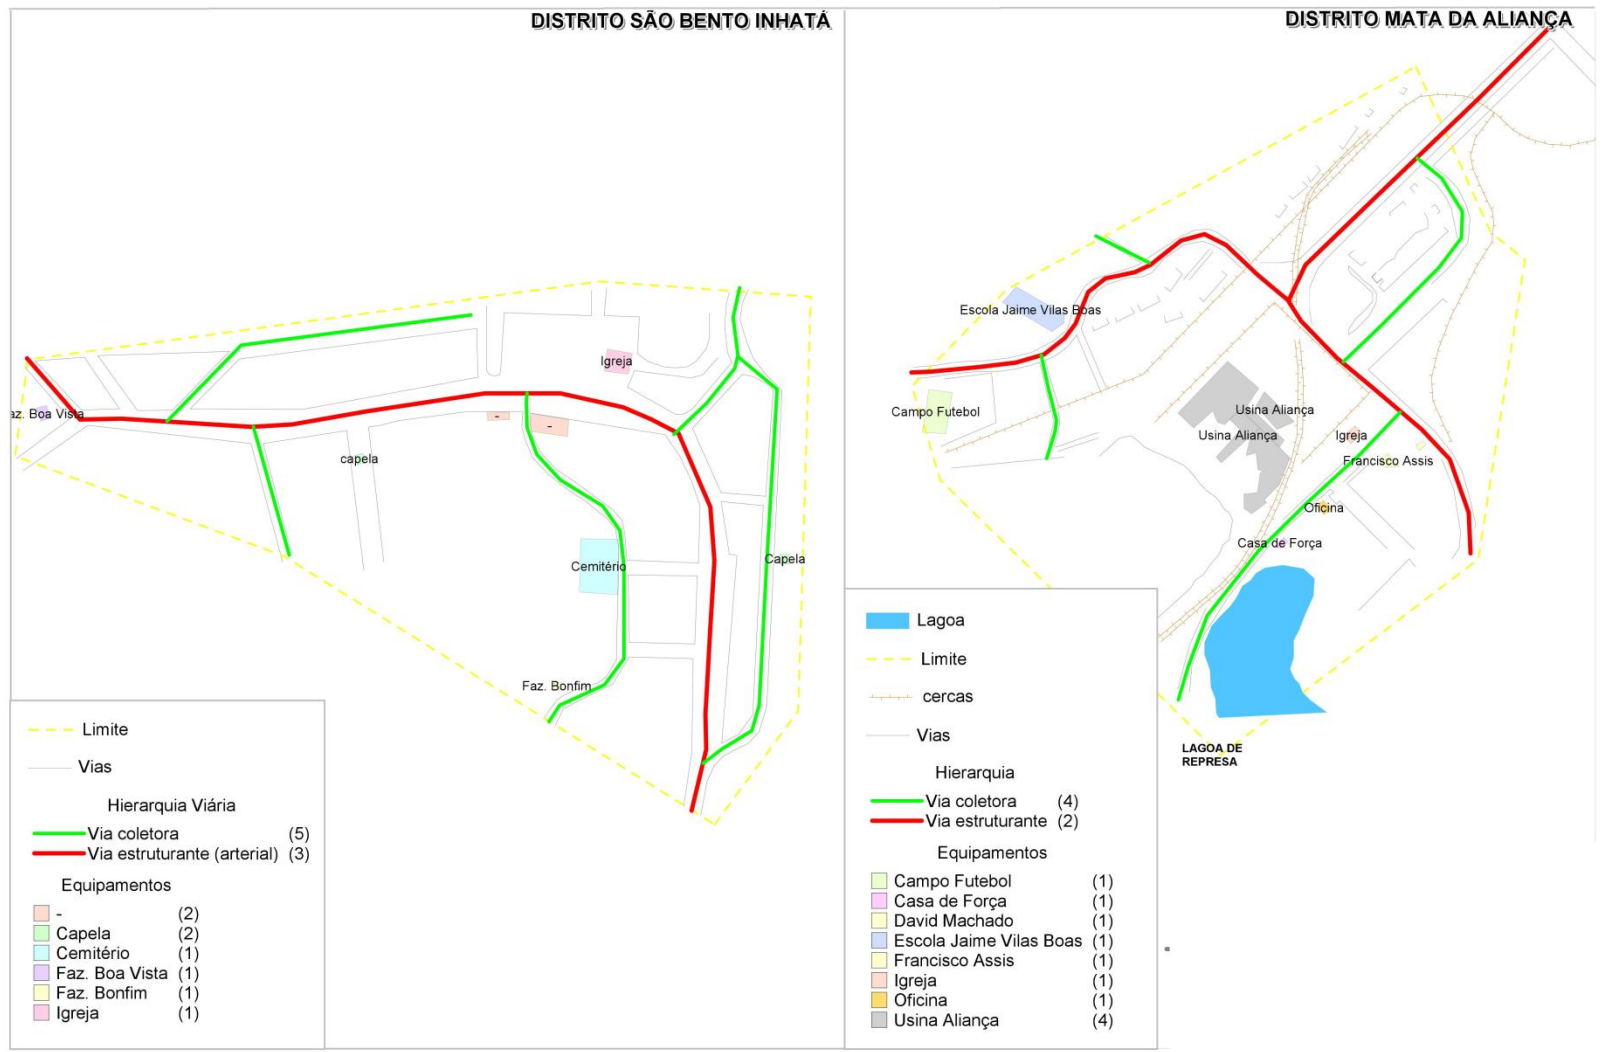 DISTRITO SÃO BENTO INHATÁ
Igreja
az. Boa Vista
-
-
capela
Capela
Cemitério
Faz. Bonfim
Limite
Vias
Hierarquia Viária
Via coletora (5)
Via estruturante (arterial) (3)
Equipamentos
- (2)
Capela (2)
Cemitério (1)
Faz. Boa Vista (1)
Faz. Bonfim (1)
Igreja (1)
DISTRITO MATA DA ALIANÇA
Escola Jaime Vilas Boas
Campo Futebol
Usina Aliança
Usina Aliança
Igreja
Francisco Assis
Oficina
Casa de Força
LAGOA DE
REPRESA
Lagoa
Limite
cercas
Vias
Hierarquia
Via coletora (4)
Via estruturante (2)
Equipamentos
Campo Futebol (1)
Casa de Força (1)
David Machado (1)
Escola Jaime Vilas Boas (1)
Francisco Assis (1)
Igreja (1)
Oficina (1)
Usina Aliança (4)